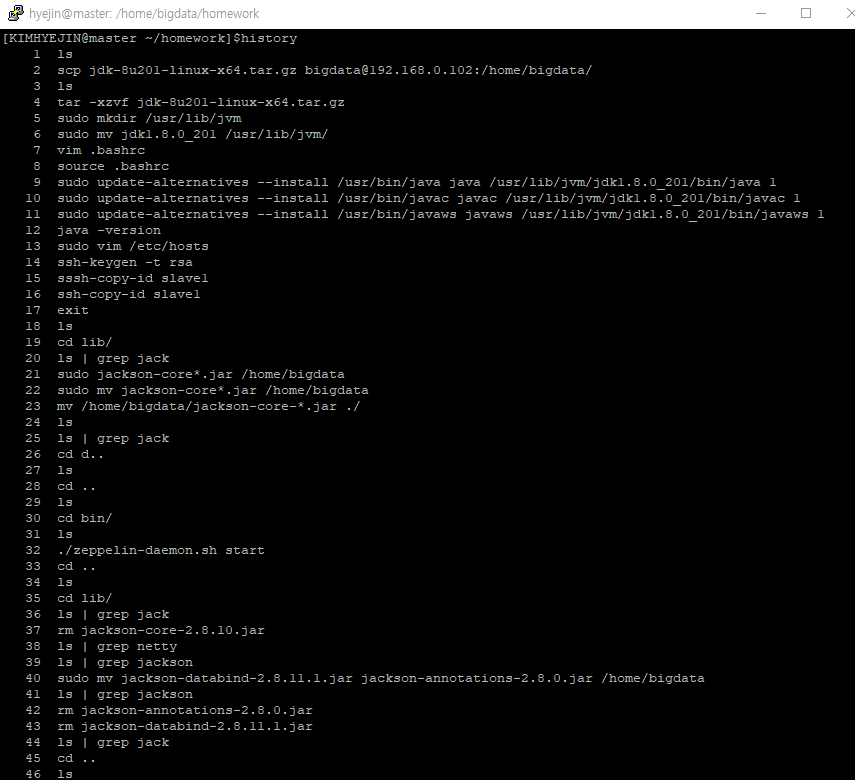 hyejin@master: /home/bigdata/homework
[KIMHYEJIN@master ~/homework]$history
1 ls
2 scp jdk-8u201-linux-x64.tar.gz bigdata@192.168.0.102:/home/bigdata/
3 ls
4 tar -xzvf jdk-8u201-linux-x64.tar.gz
5 sudo mkdir /usr/lib/jvm
6 sudo mv jdk1.8.0_201 /usr/lib/jvm/
7 vim .bashrc
8 source .bashrc
9 sudo update-alternatives --install /usr/bin/java java /usr/lib/jvm/jdk1.8.0_201/bin/java 1
10 sudo update-alternatives --install /usr/bin/javac javac /usr/lib/jvm/jdk1.8.0_201/bin/javac 1
11 sudo update-alternatives --install /usr/bin/javaws javaws /usr/lib/jvm/jdk1.8.0_201/bin/javaws 1
12 java -version
13 sudo vim /etc/hosts
14 ssh-keygen -t rsa
15 sssh-copy-id slave1
16 ssh-copy-id slave1
17 exit
18 ls
19 cd lib/
20 ls | grep jack
21 sudo jackson-core*.jar /home/bigdata
22 sudo mv jackson-core*.jar /home/bigdata
23 mv /home/bigdata/jackson-core-*.jar ./
24 ls
25 ls | grep jack
26 cd d..
27 ls
28 cd ..
29 ls
30 cd bin/
31 ls
32 ./zeppelin-daemon.sh start
33 cd ..
34 ls
35 cd lib/
36 ls | grep jack
37 rm jackson-core-2.8.10.jar
38 ls | grep netty
39 ls | grep jackson
40 sudo mv jackson-databind-2.8.11.1.jar jackson-annotations-2.8.0.jar /home/bigdata
41 ls | grep jackson
42 rm jackson-annotations-2.8.0.jar
43 rm jackson-databind-2.8.11.1.jar
44 ls | grep jack
45 cd ..
46 ls